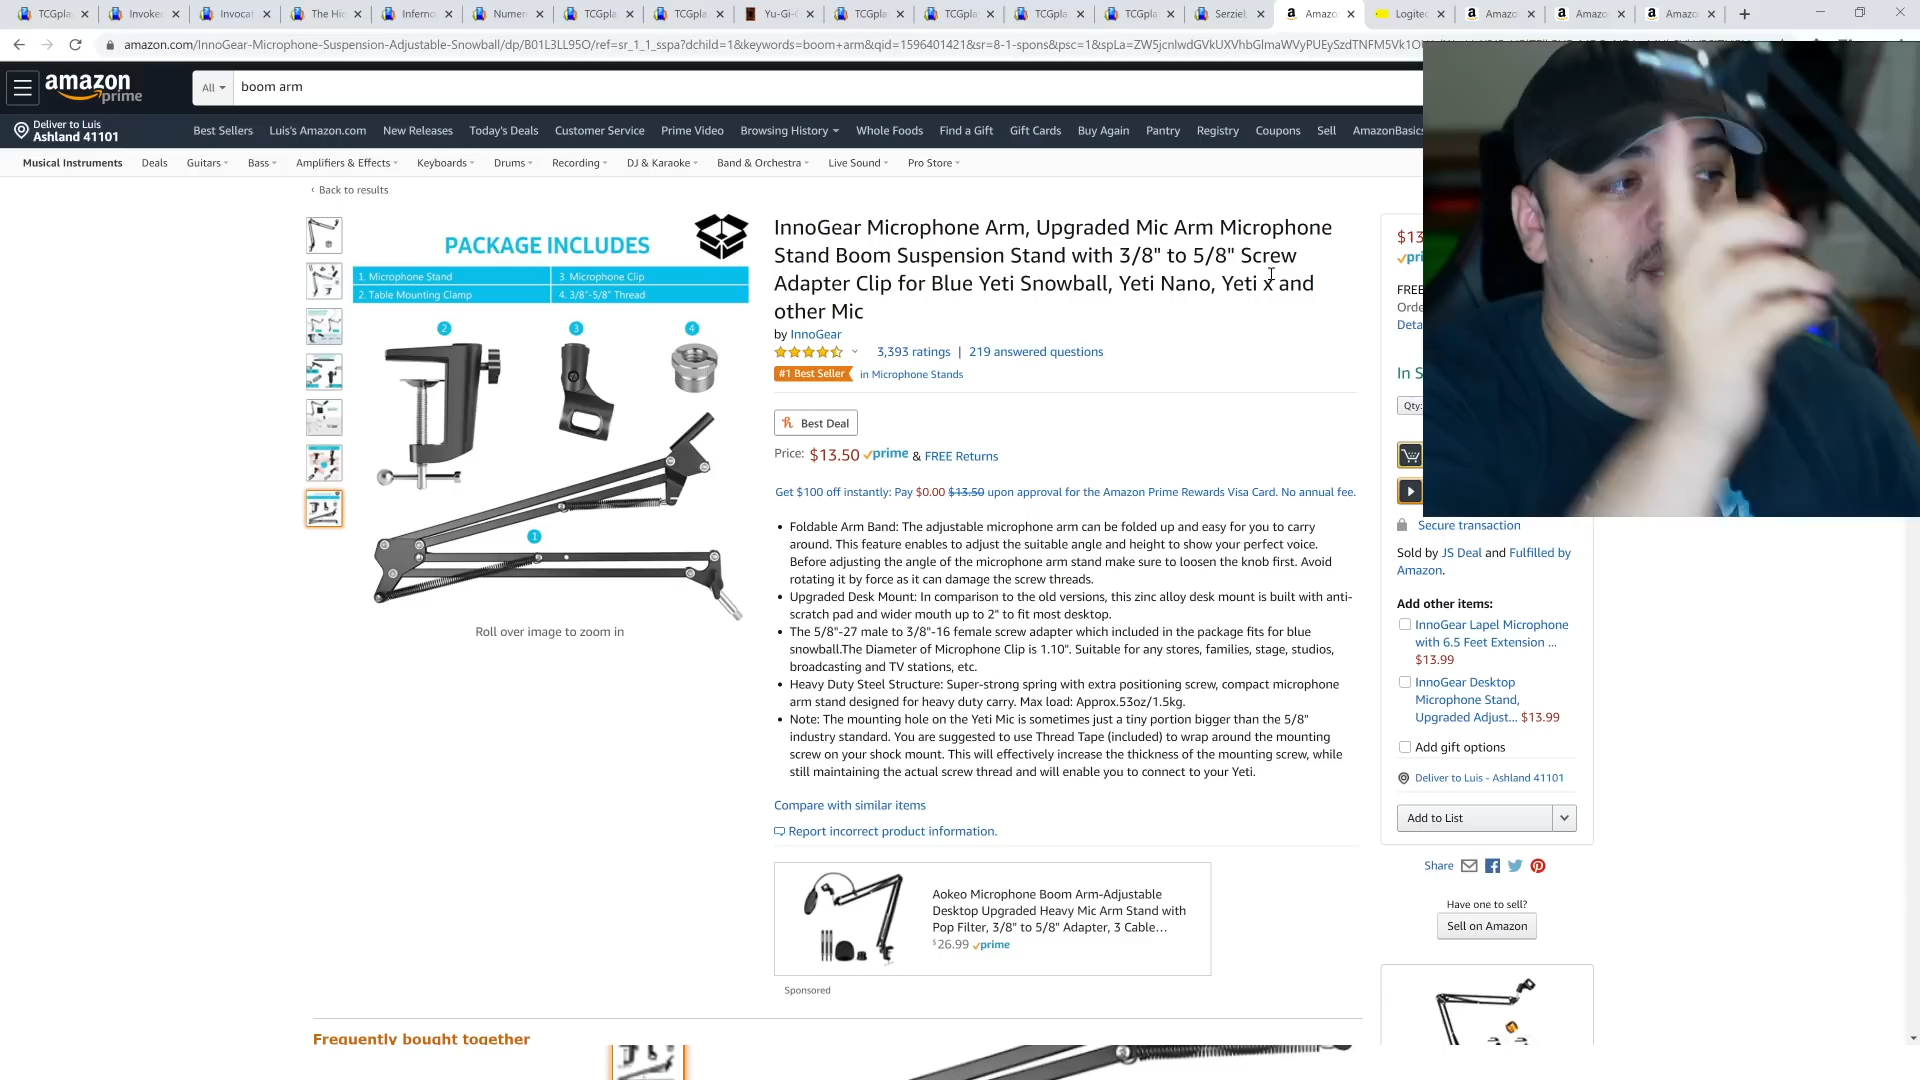 TCGpla
Invoke
Invocat
The Hic
Inferno
Numer
TCGpla
TCGpla
Yu-Gi-O
TCGpla
TCGpla
TCGpla
TCGpla
Serziel,
Amazo
Logitec
Amazo
Amazo
Amazo
amazon.com/InnoGear-Microphone-Suspension-Adjustable-Snowball/dp/B01L3LL95O/ref=sr_1_1_sspa?dchild=1&keywords=boom+arm&qid=1596401421&sr=8-1-spons&psc=1&spLa=
amazon
prime
All
boom arm
Deliver to Luis
Ashland 41101
Best Sellers Luis's Amazon.com New Releases Today's Deals Customer Service Prime Video Browsing History Whole Foods Find a Gift Gift Cards Buy Again Pantry Registry Coupons Sell AmazonBasics
Musical Instruments Deals Guitars Bass Amplifiers & Effects Keyboards Drums Recording DJ & Karaoke Band & Orchestra Live Sound Pro Store
‹ Back to results
PACKAGE INCLUDES
1. Microphone Stand 3. Microphone Clip
2. Table Mounting Clamp 4. 3/8"-5/8" Thread
2
3
4
1
Roll over image to zoom in
InnoGear Microphone Arm, Upgraded Mic Arm Microphone
Stand Boom Suspension Stand with 3/8" to 5/8" Screw
Adapter Clip for Blue Yeti Snowball, Yeti Nano, Yeti x and
other Mic
by InnoGear
3,393 ratings | 219 answered questions
#1 Best Seller in Microphone Stands
Best Deal
Price: $13.50 prime & FREE Returns
Get $100 off instantly: Pay $0.00 $13.50 upon approval for the Amazon Prime Rewards Visa Card. No annual fee.
• Foldable Arm Band: The adjustable microphone arm can be folded up and easy for you to carry
around. This feature enables to adjust the suitable angle and height to show your perfect voice.
Before adjusting the angle of the microphone arm stand make sure to loosen the knob first. Avoid
rotating it by force as it can damage the screw threads.
• Upgraded Desk Mount: In comparison to the old versions, this zinc alloy desk mount is built with anti-
scratch pad and wider mouth up to 2" to fit most desktop.
• The 5/8"-27 male to 3/8"-16 female screw adapter which included in the package fits for blue
snowball.The Diameter of Microphone Clip is 1.10". Suitable for any stores, families, stage, studios,
broadcasting and TV stations, etc.
• Heavy Duty Steel Structure: Super-strong spring with extra positioning screw, compact microphone
arm stand designed for heavy duty carry. Max load: Approx.53oz/1.5kg.
• Note: The mounting hole on the Yeti Mic is sometimes just a tiny portion bigger than the 5/8"
industry standard. You are suggested to use Thread Tape (included) to wrap around the mounting
screw on your shock mount. This will effectively increase the thickness of the mounting screw, while
still maintaining the actual screw thread and will enable you to connect to your Yeti.
Compare with similar items
Report incorrect product information.
Aokeo Microphone Boom Arm-Adjustable
Desktop Upgraded Heavy Mic Arm Stand with
Pop Filter, 3/8" to 5/8" Adapter, 3 Cable...
$26.99 prime
Sponsored
Frequently bought together
$13
pri
FREE
Orde
Deta
In S
Qty:
Secure transaction
Sold by JS Deal and Fulfilled by
Amazon.
Add other items:
InnoGear Lapel Microphone
with 6.5 Feet Extension ...
$13.99
InnoGear Desktop
Microphone Stand,
Upgraded Adjust... $13.99
Add gift options
Deliver to Luis - Ashland 41101
Add to List
Share
Have one to sell?
Sell on Amazon